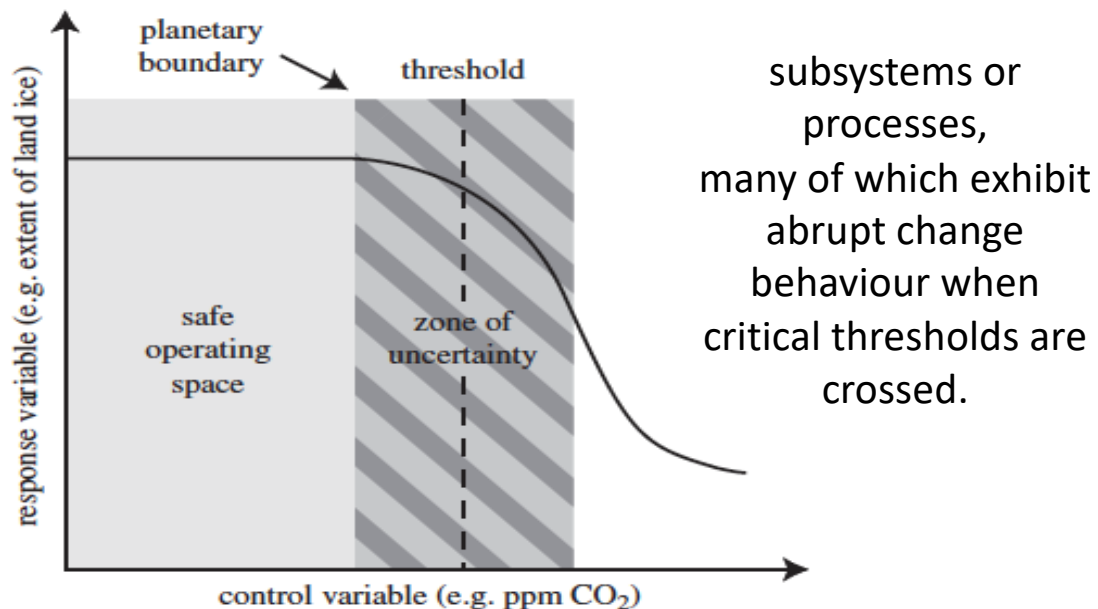 planetary
boundary
threshold
response variable (e.g. extent of land ice)
safe
operating
space
zone of
uncertainty
control variable (e.g. ppm CO₂)
subsystems or
processes,
many of which exhibit
abrupt change
behaviour when
critical thresholds are
crossed.